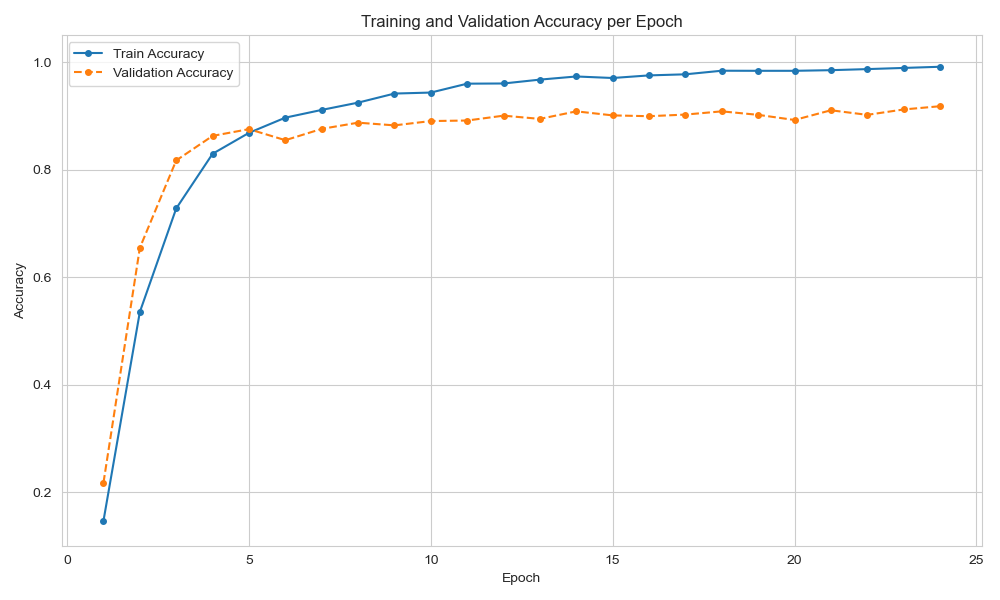 Training and Validation Accuracy per Epoch
Train Accuracy
Validation Accuracy
1.0
0.8
0.6
0.4
0.2
Accuracy
0 5 10 15 20 25
Epoch